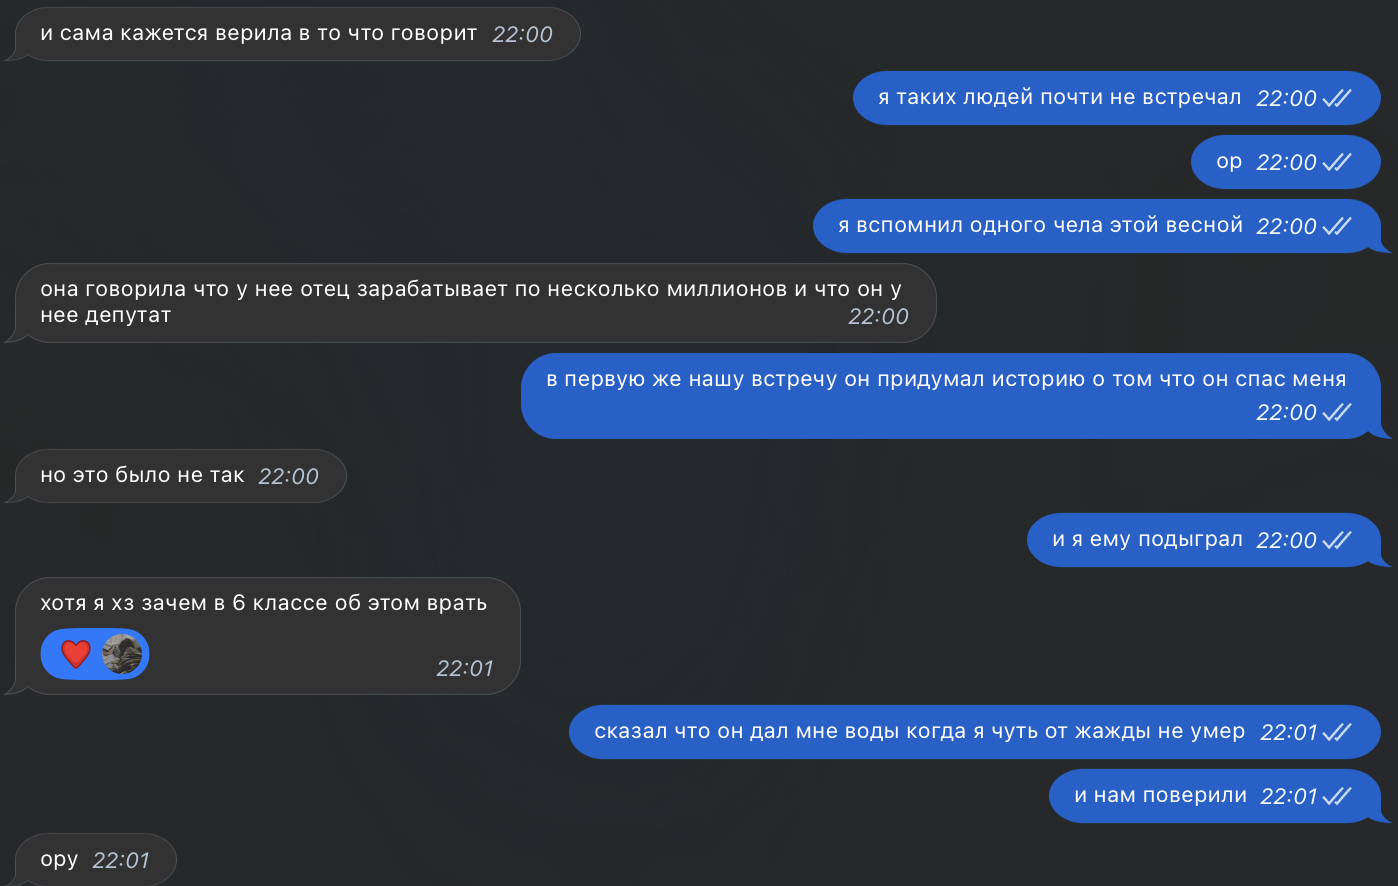 и сама кажется верила в то что говорит 22:00
я таких людей почти не встречал 22:00
ор 22:00
я вспомнил одного чела этой весной 22:00
она говорила что у нее отец зарабатывает по несколько миллионов и что он у
нее депутат 22:00
в первую же нашу встречу он придумал историю о том что он спас меня
22:00
но это было не так 22:00
и я ему подыграл 22:00
хотя я хз зачем в 6 классе об этом врать
22:01
сказал что он дал мне воды когда я чуть от жажды не умер 22:01
и нам поверили 22:01
ору 22:01